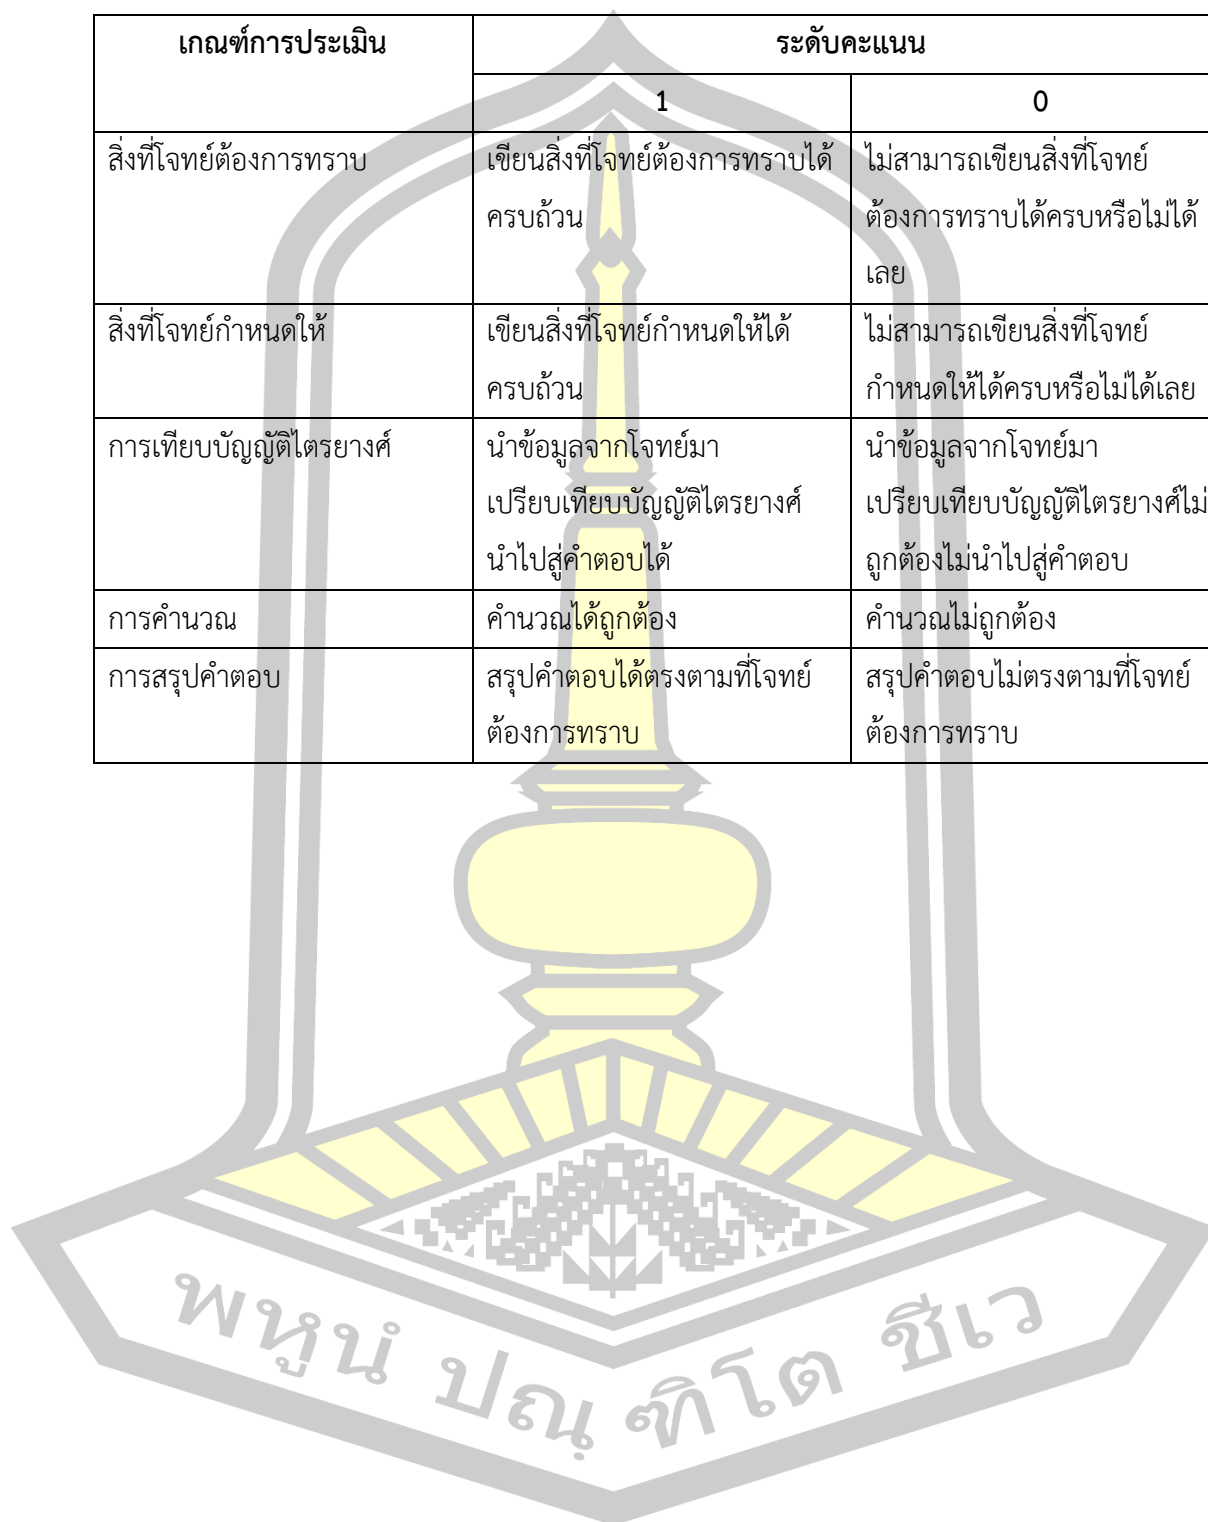 เกณฑ์การประเมิน
ระดับคะแนน
1
0
สิ่งที่โจทย์ต้องการทราบ
เขียนสิ่งที่โจทย์ต้องการทราบได้
ครบถ้วน
ไม่สามารถเขียนสิ่งที่โจทย์
ต้องการทราบได้ครบหรือไม่ได้
เลย
สิ่งที่โจทย์กำหนดให้
เขียนสิ่งที่โจทย์กำหนดให้ได้
ครบถ้วน
ไม่สามารถเขียนสิ่งที่โจทย์
กำหนดให้ได้ครบหรือไม่ได้เลย
การเทียบบัญญัติไตรยางศ์
นำข้อมูลจากโจทย์มา
เปรียบเทียบบัญญัติไตรยางศ์
นำไปสู่คำตอบได้
นำข้อมูลจากโจทย์มา
เปรียบเทียบบัญญัติไตรยางศ์ไม่
ถูกต้องไม่นำไปสู่คำตอบ
การคำนวณ
คำนวณได้ถูกต้อง
คำนวณไม่ถูกต้อง
การสรุปคำตอบ
สรุปคำตอบได้ตรงตามที่โจทย์
ต้องการทราบ
สรุปคำตอบไม่ตรงตามที่โจทย์
ต้องการทราบ
พหูนํ ปณฺ ฑิโต ชีเว